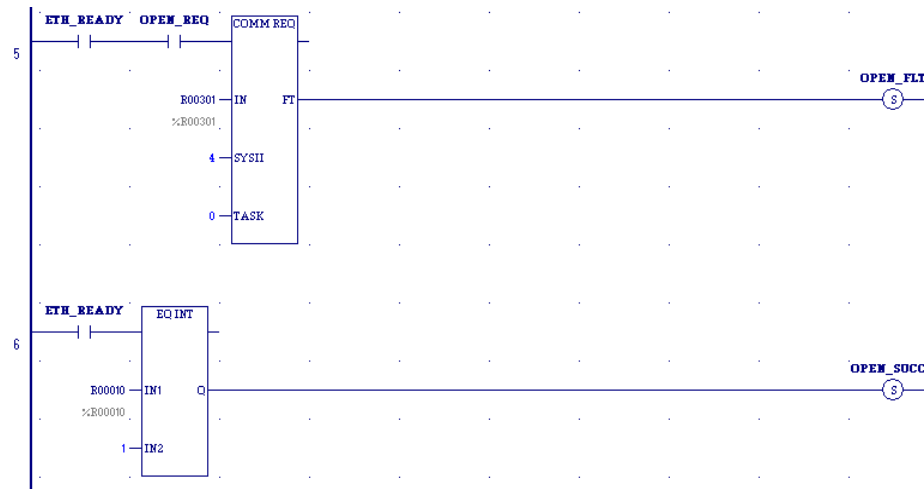 ETH_READY OPEN_REQ
COMM REQ
5
OPEN_FLT
R00301 IN FT
%R00301
S
4 SYSII
0 TASK
ETH_READY
EQ INT
6
OPEN_SUCC
R00010 IN1 Q
%R00010
S
1 IN2